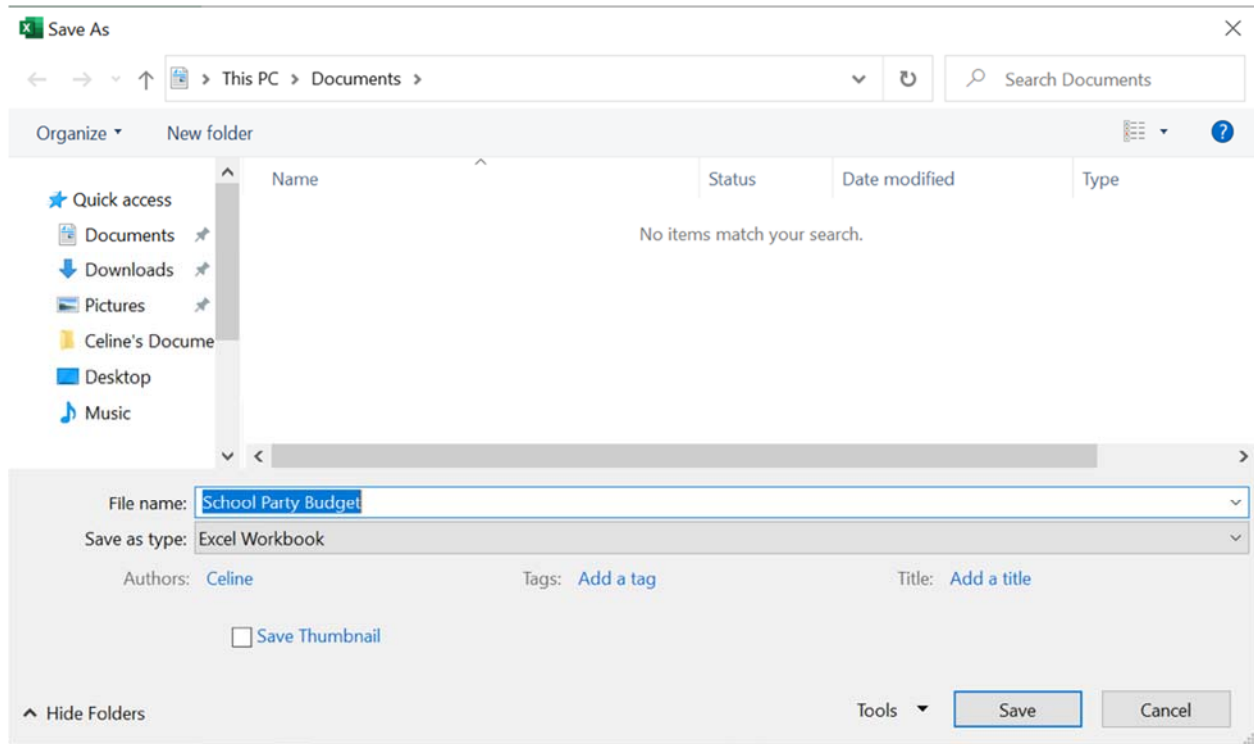 Save As
This PC > Documents >
Search Documents
Organize
New folder
Name
Status
Date modified
Type
Quick access
Documents
Downloads
Pictures
Celine's Docume
Desktop
Music
No items match your search.
File name: School Party Budget
Save as type: Excel Workbook
Authors: Celine
Tags: Add a tag
Title: Add a title
Save Thumbnail
Hide Folders
Tools
Save
Cancel